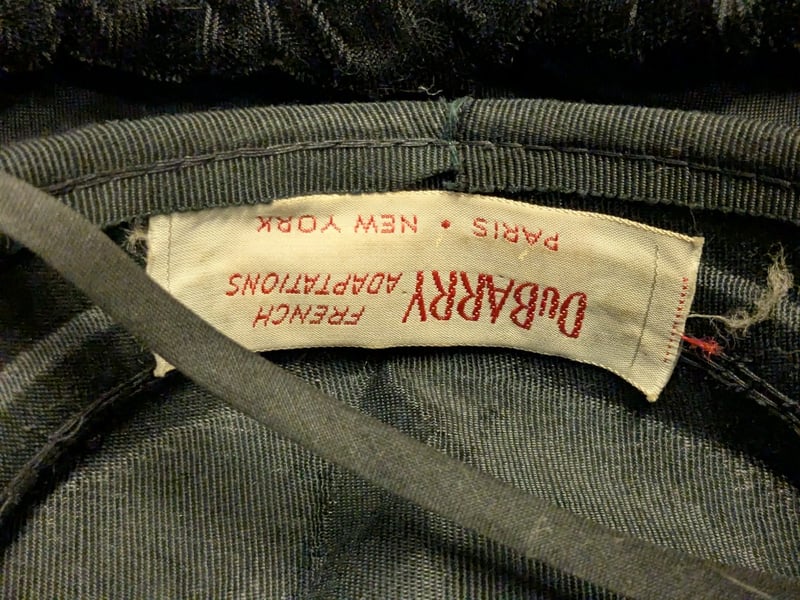 DuBARRY FRENCH ADAPTATIONS
PARIS • NEW YORK